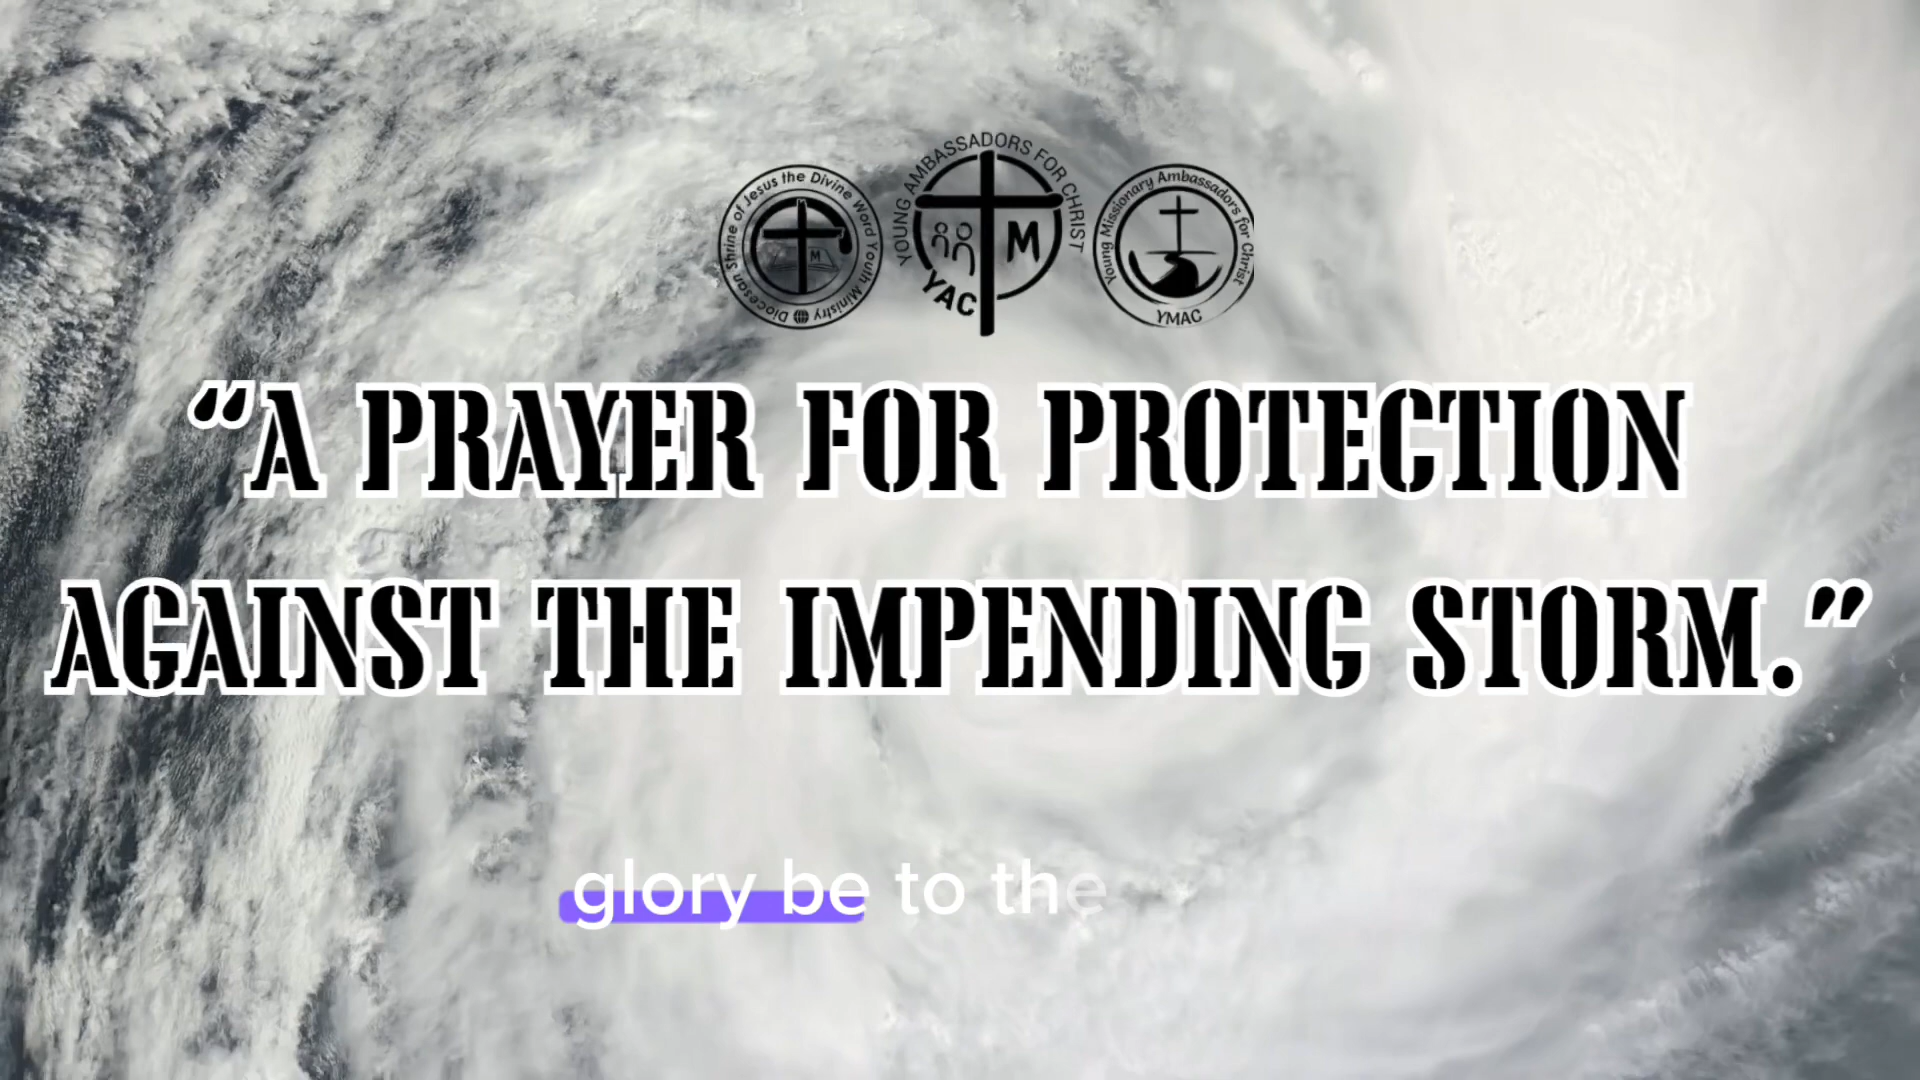 Diocesan Shrine of Jesus the Divine Word Youth Ministry
M
YOUNG AMBASSADORS FOR CHRIST
M
YAC
Young Missionary Ambassadors for Christ
YMAC
“A PRAYER FOR PROTECTION
AGAINST THE IMPENDING STORM.”
glory be to the